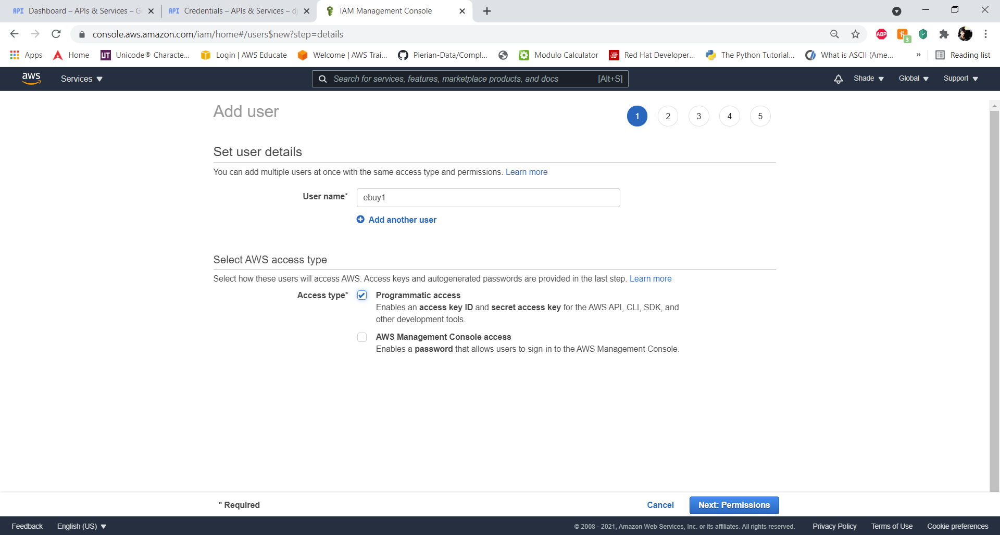 API Dashboard – APIs & Services – G
API Credentials – APIs & Services – d
IAM Management Console
console.aws.amazon.com/iam/home#/users$new?step=details
ABP
3
Apps
Home
UT Unicode® Characte...
Login | AWS Educate
Welcome | AWS Trai...
Pierian-Data/Compl...
Modulo Calculator
Red Hat Developer...
The Python Tutorial...
What is ASCII (Ame...
»
Reading list
aws
Services
Search for services, features, marketplace products, and docs
[Alt+S]
Shade
Global
Support
Add user
1
2
3
4
5
Set user details
You can add multiple users at once with the same access type and permissions. Learn more
User name*
ebuy1
Add another user
Select AWS access type
Select how these users will access AWS. Access keys and autogenerated passwords are provided in the last step. Learn more
Access type*
Programmatic access
Enables an access key ID and secret access key for the AWS API, CLI, SDK, and
other development tools.
AWS Management Console access
Enables a password that allows users to sign-in to the AWS Management Console.
* Required
Cancel
Next: Permissions
Feedback
English (US)
© 2008 - 2021, Amazon Web Services, Inc. or its affiliates. All rights reserved.
Privacy Policy
Terms of Use
Cookie preferences